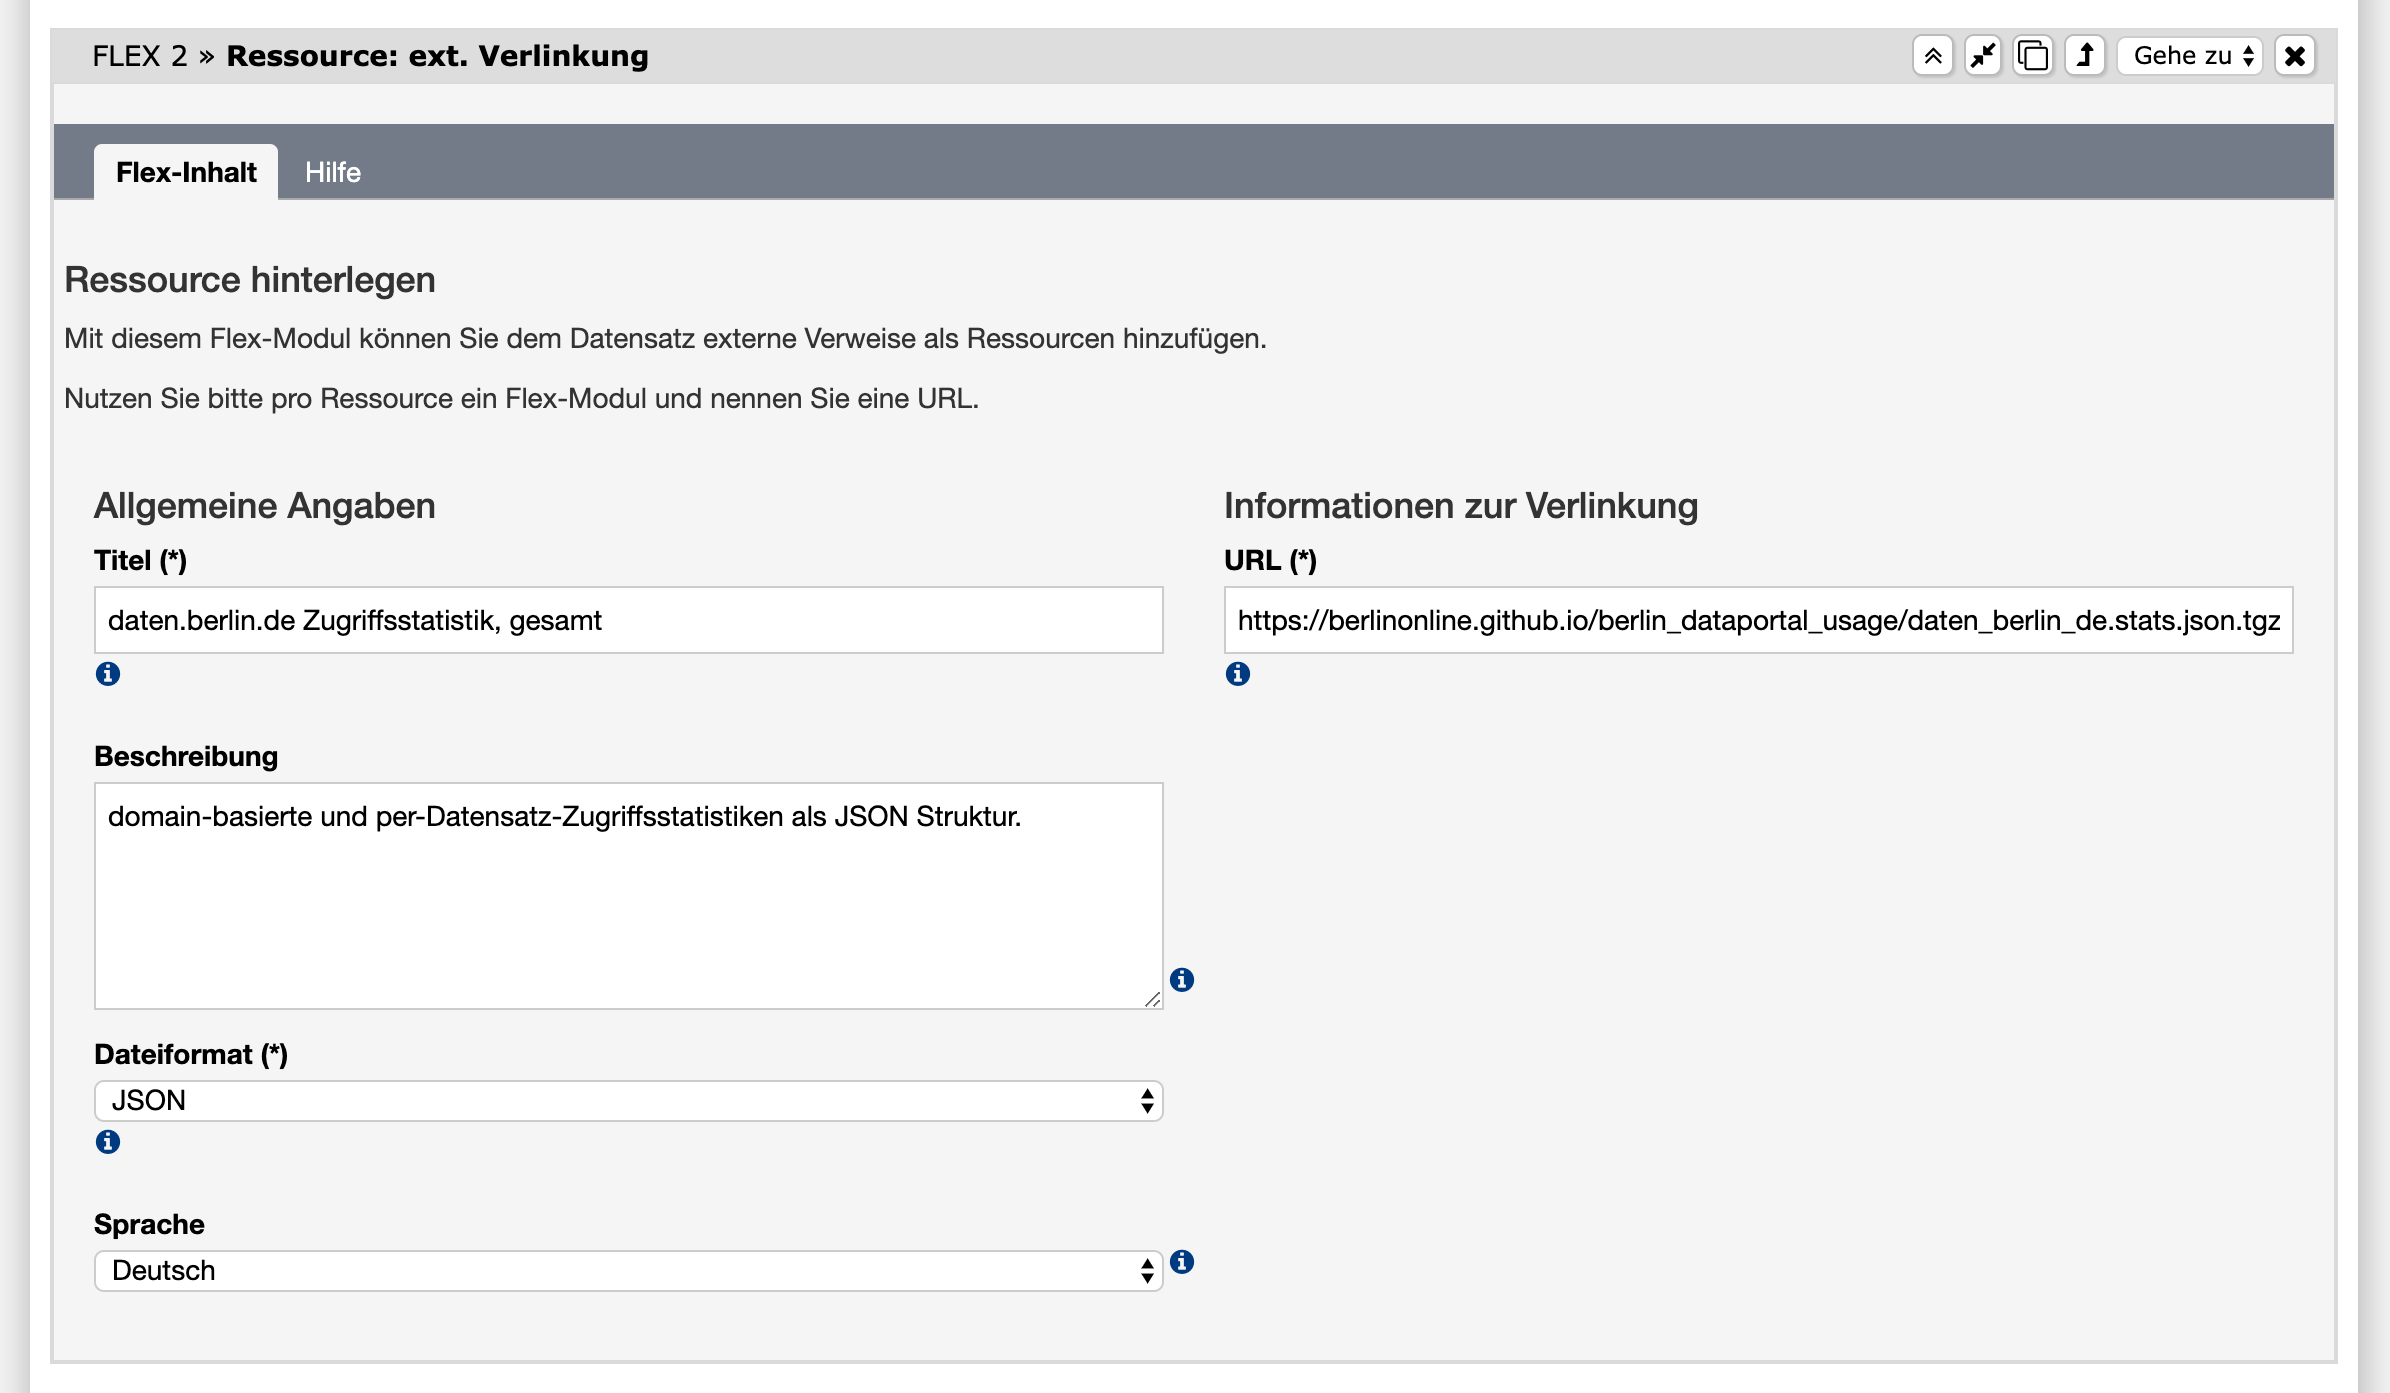 FLEX 2 » Ressource: ext. Verlinkung
Gehe zu
Flex-Inhalt
Hilfe
Ressource hinterlegen
Mit diesem Flex-Modul können Sie dem Datensatz externe Verweise als Ressourcen hinzufügen.
Nutzen Sie bitte pro Ressource ein Flex-Modul und nennen Sie eine URL.
Allgemeine Angaben
Titel (*)
daten.berlin.de Zugriffsstatistik, gesamt
Beschreibung
domain-basierte und per-Datensatz-Zugriffsstatistiken als JSON Struktur.
Dateiformat (*)
JSON
Sprache
Deutsch
Informationen zur Verlinkung
URL (*)
https://berlinonline.github.io/berlin_dataportal_usage/daten_berlin_de.stats.json.tgz